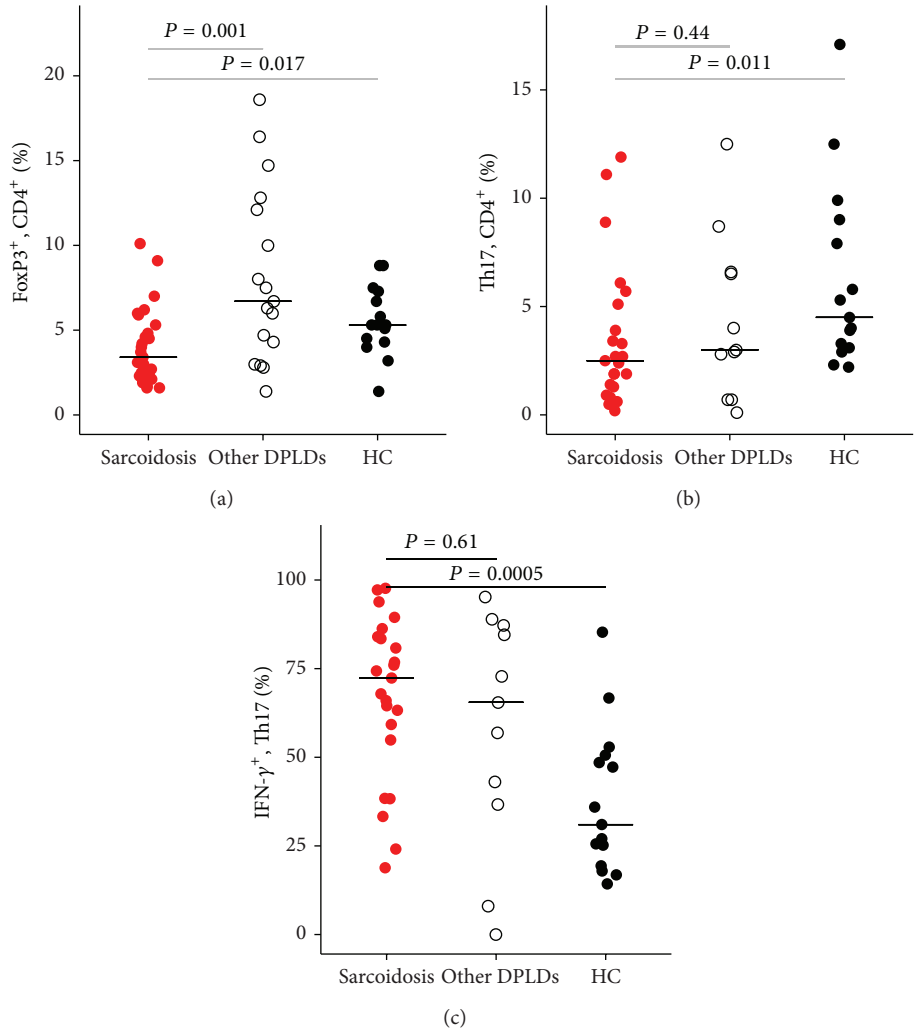 P = 0.001
P = 0.017
20
15
10
5
0
FoxP3⁺, CD4⁺ (%)
Sarcoidosis Other DPLDs HC
(a)
P = 0.44
P = 0.011
15
10
5
0
Th17, CD4⁺ (%)
Sarcoidosis Other DPLDs HC
(b)
P = 0.61
P = 0.0005
100
75
50
25
0
IFN-γ⁺, Th17 (%)
Sarcoidosis Other DPLDs HC
(c)